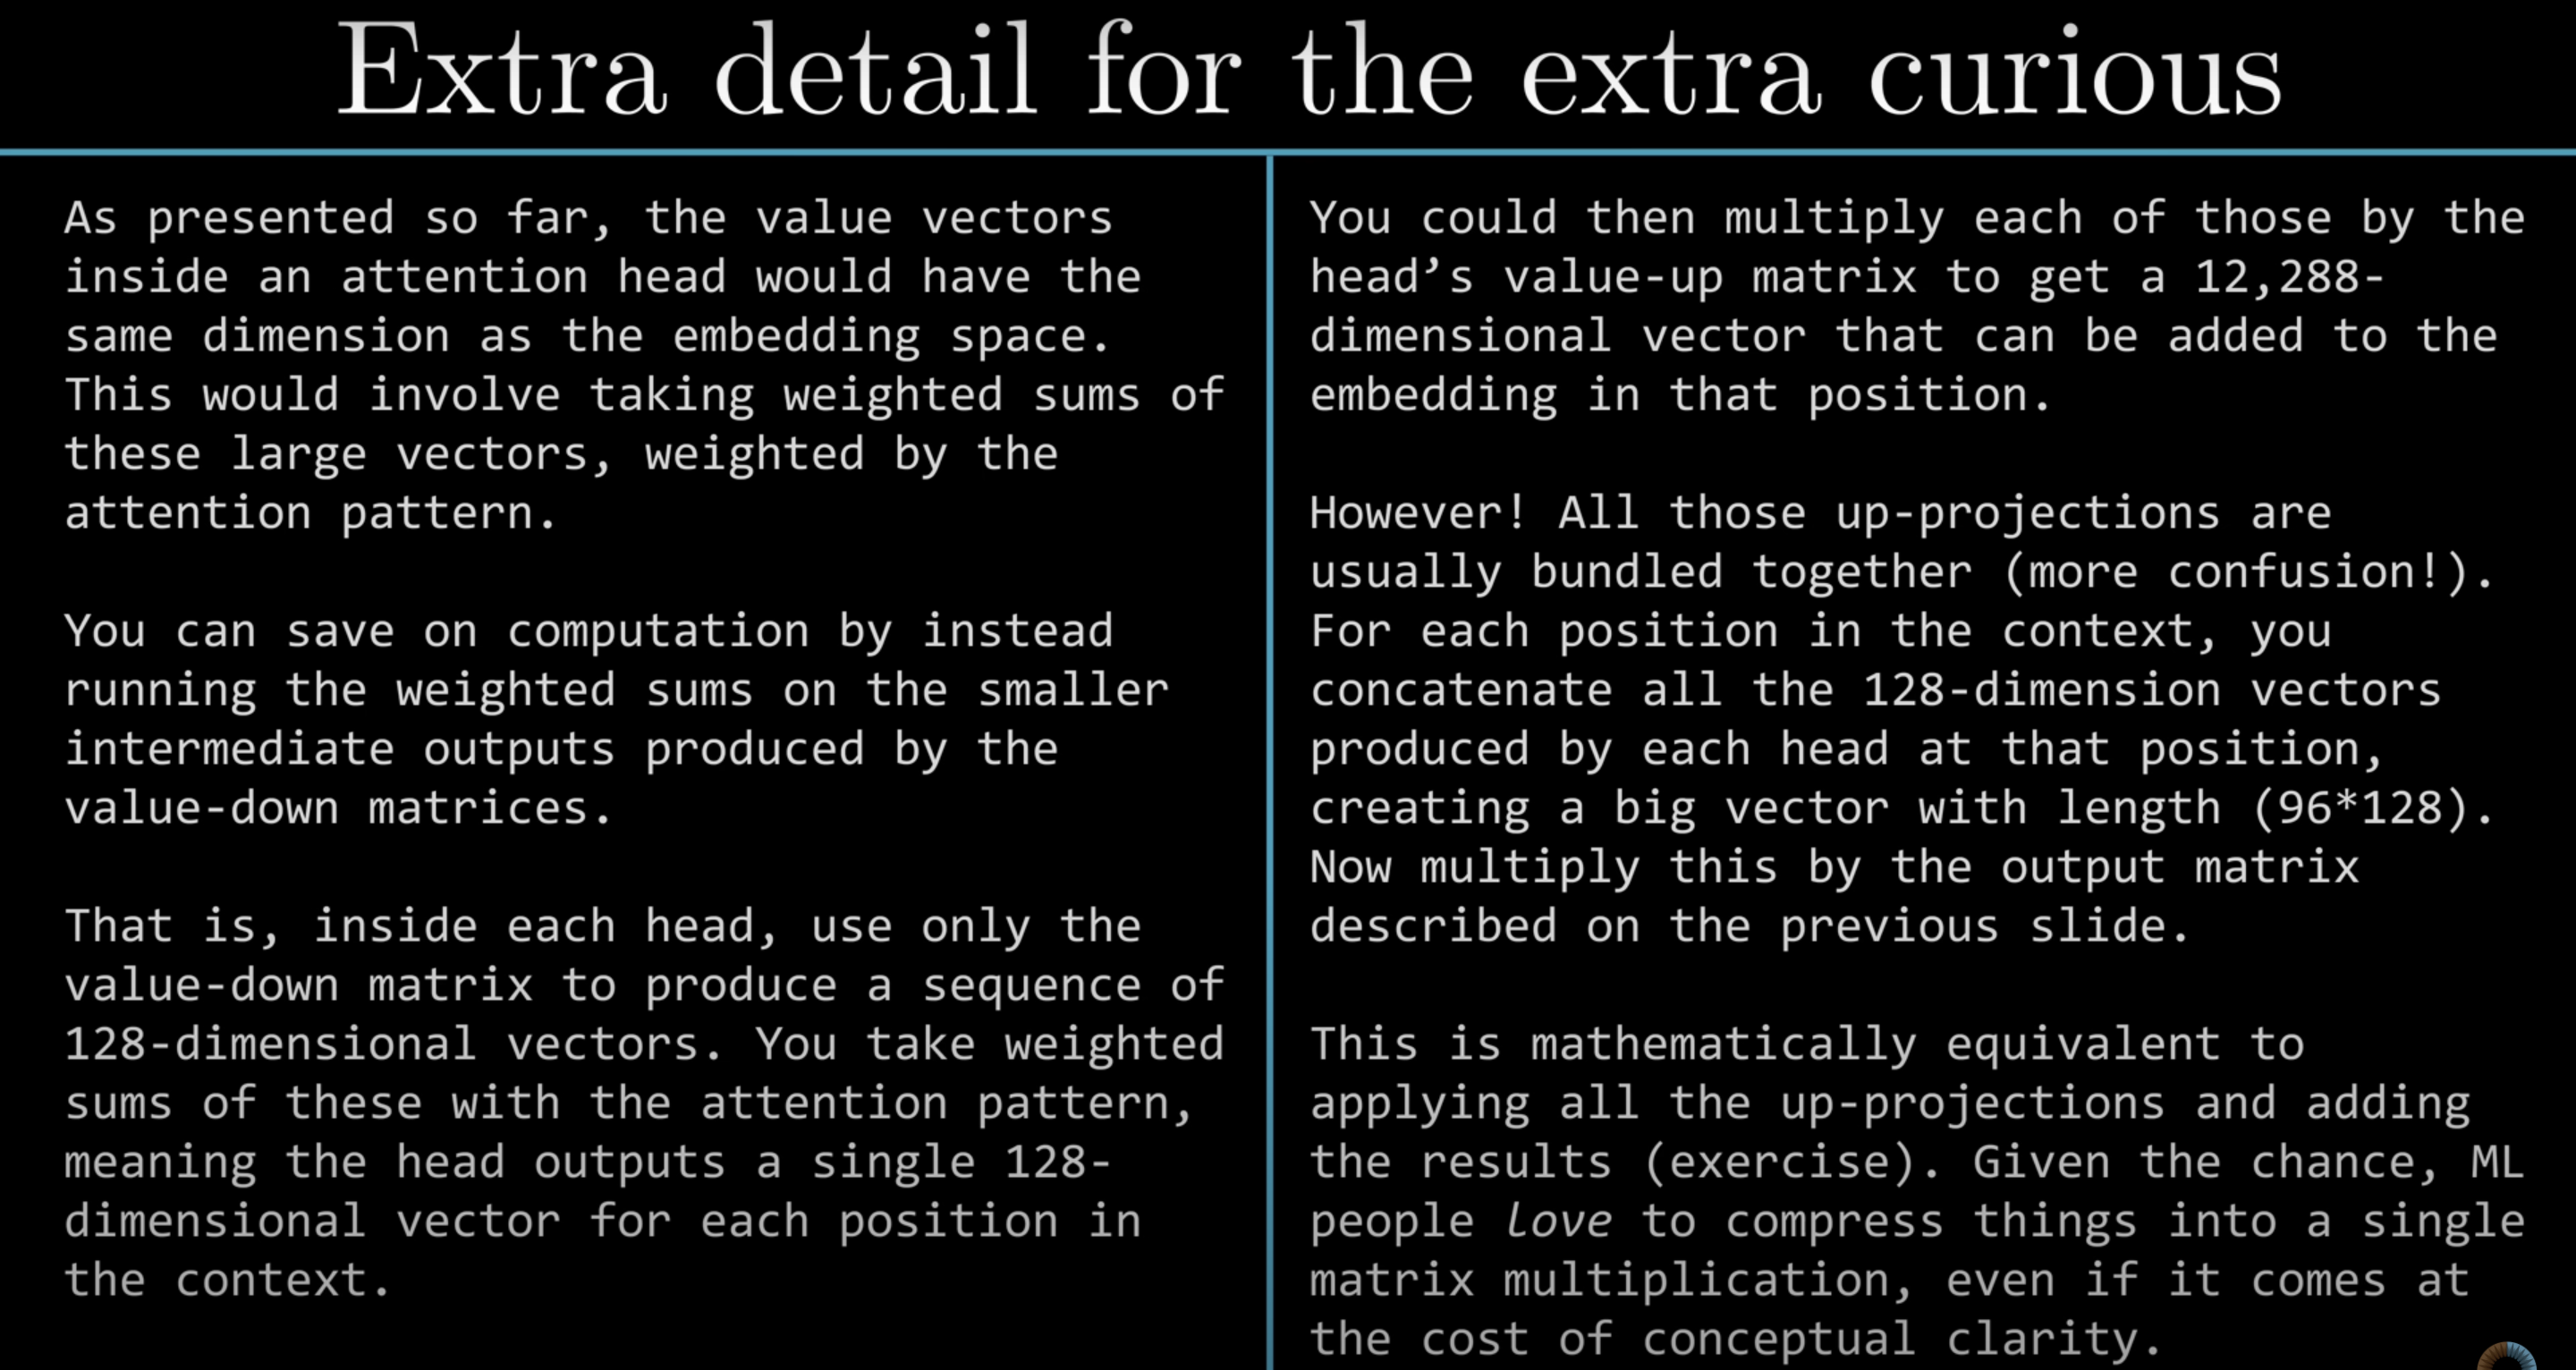 Extra detail for the extra curious
As presented so far, the value vectors
inside an attention head would have the
same dimension as the embedding space.
This would involve taking weighted sums of
these large vectors, weighted by the
attention pattern.
You can save on computation by instead
running the weighted sums on the smaller
intermediate outputs produced by the
value-down matrices.
That is, inside each head, use only the
value-down matrix to produce a sequence of
128-dimensional vectors. You take weighted
sums of these with the attention pattern,
meaning the head outputs a single 128-
dimensional vector for each position in
the context.
You could then multiply each of those by the
head’s value-up matrix to get a 12,288-
dimensional vector that can be added to the
embedding in that position.
However! All those up-projections are
usually bundled together (more confusion!).
For each position in the context, you
concatenate all the 128-dimension vectors
produced by each head at that position,
creating a big vector with length (96*128).
Now multiply this by the output matrix
described on the previous slide.
This is mathematically equivalent to
applying all the up-projections and adding
the results (exercise). Given the chance, ML
people love to compress things into a single
matrix multiplication, even if it comes at
the cost of conceptual clarity.